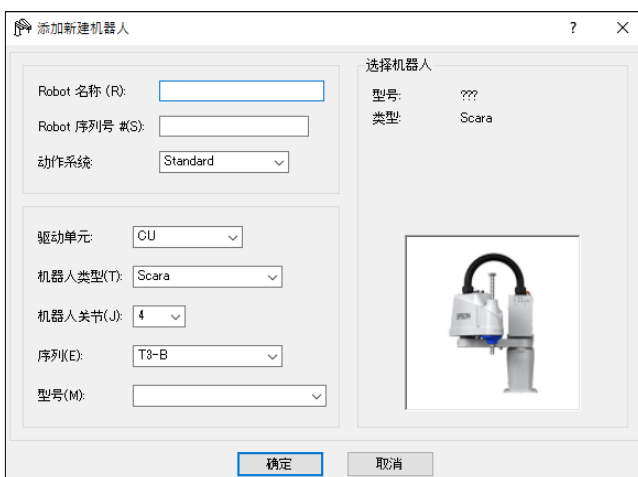 添加新建机器人
?
Robot 名称 (R):
Robot 序列号 #(S):
动作系统:
Standard
驱动单元:
CU
机器人类型(T):
Scara
机器人关节(J):
4
序列(E):
T3-B
型号(M):
选择机器人
型号:
???
类型:
Scara
EPSON
确定
取消